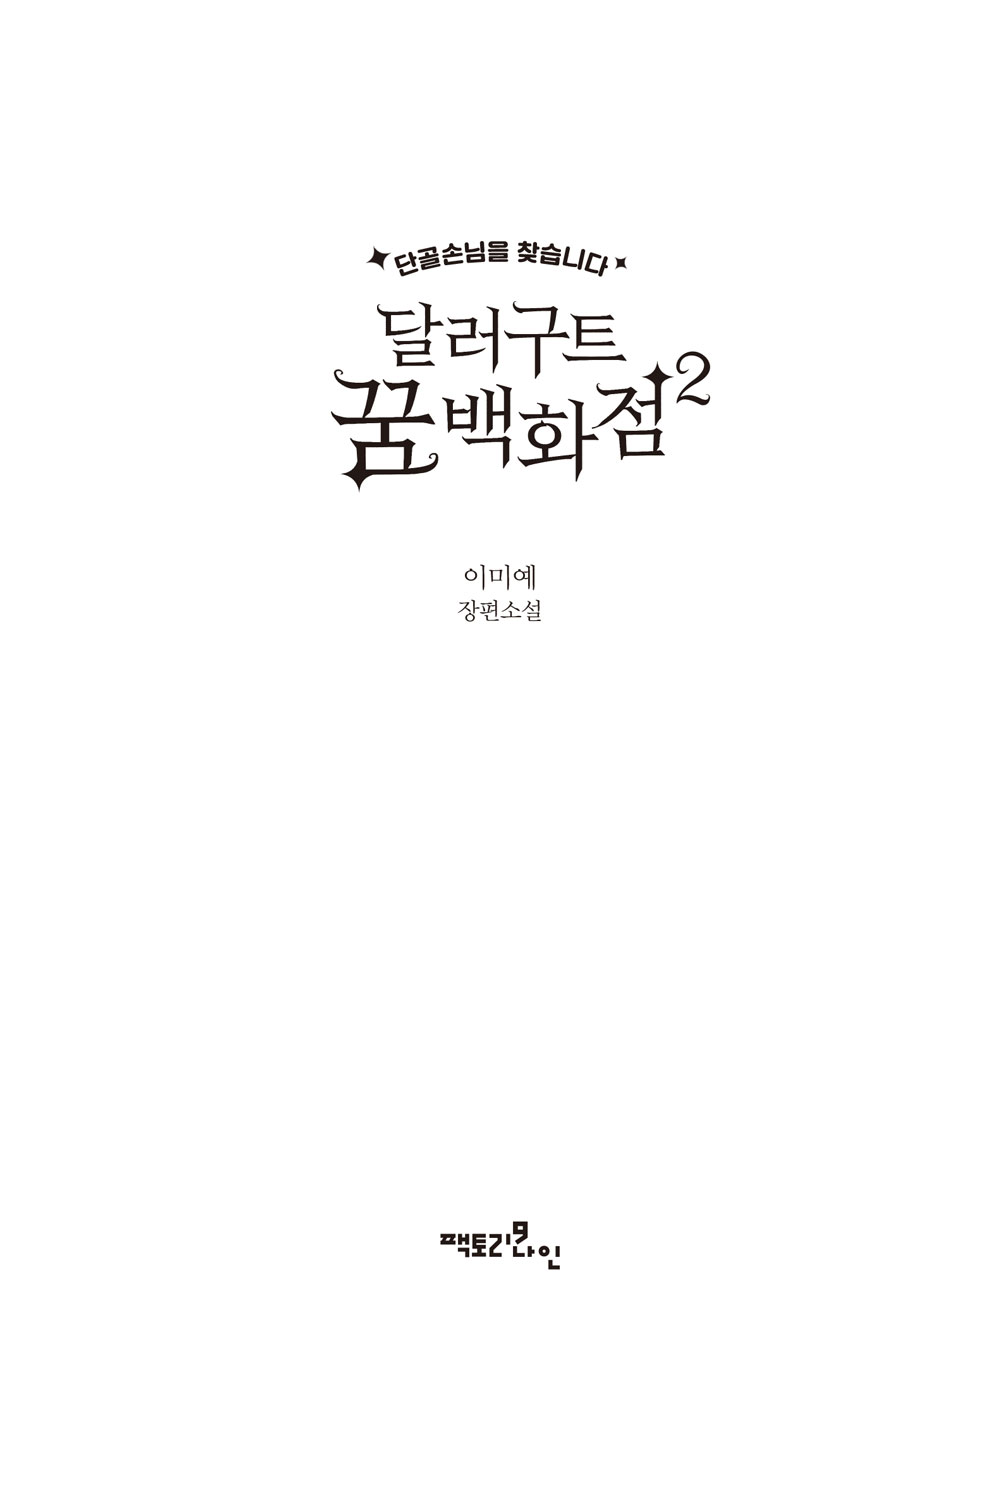 단골손님을 찾습니다
달러구트
꿈 백화점 2
이미예
장편소설
팩토리나인